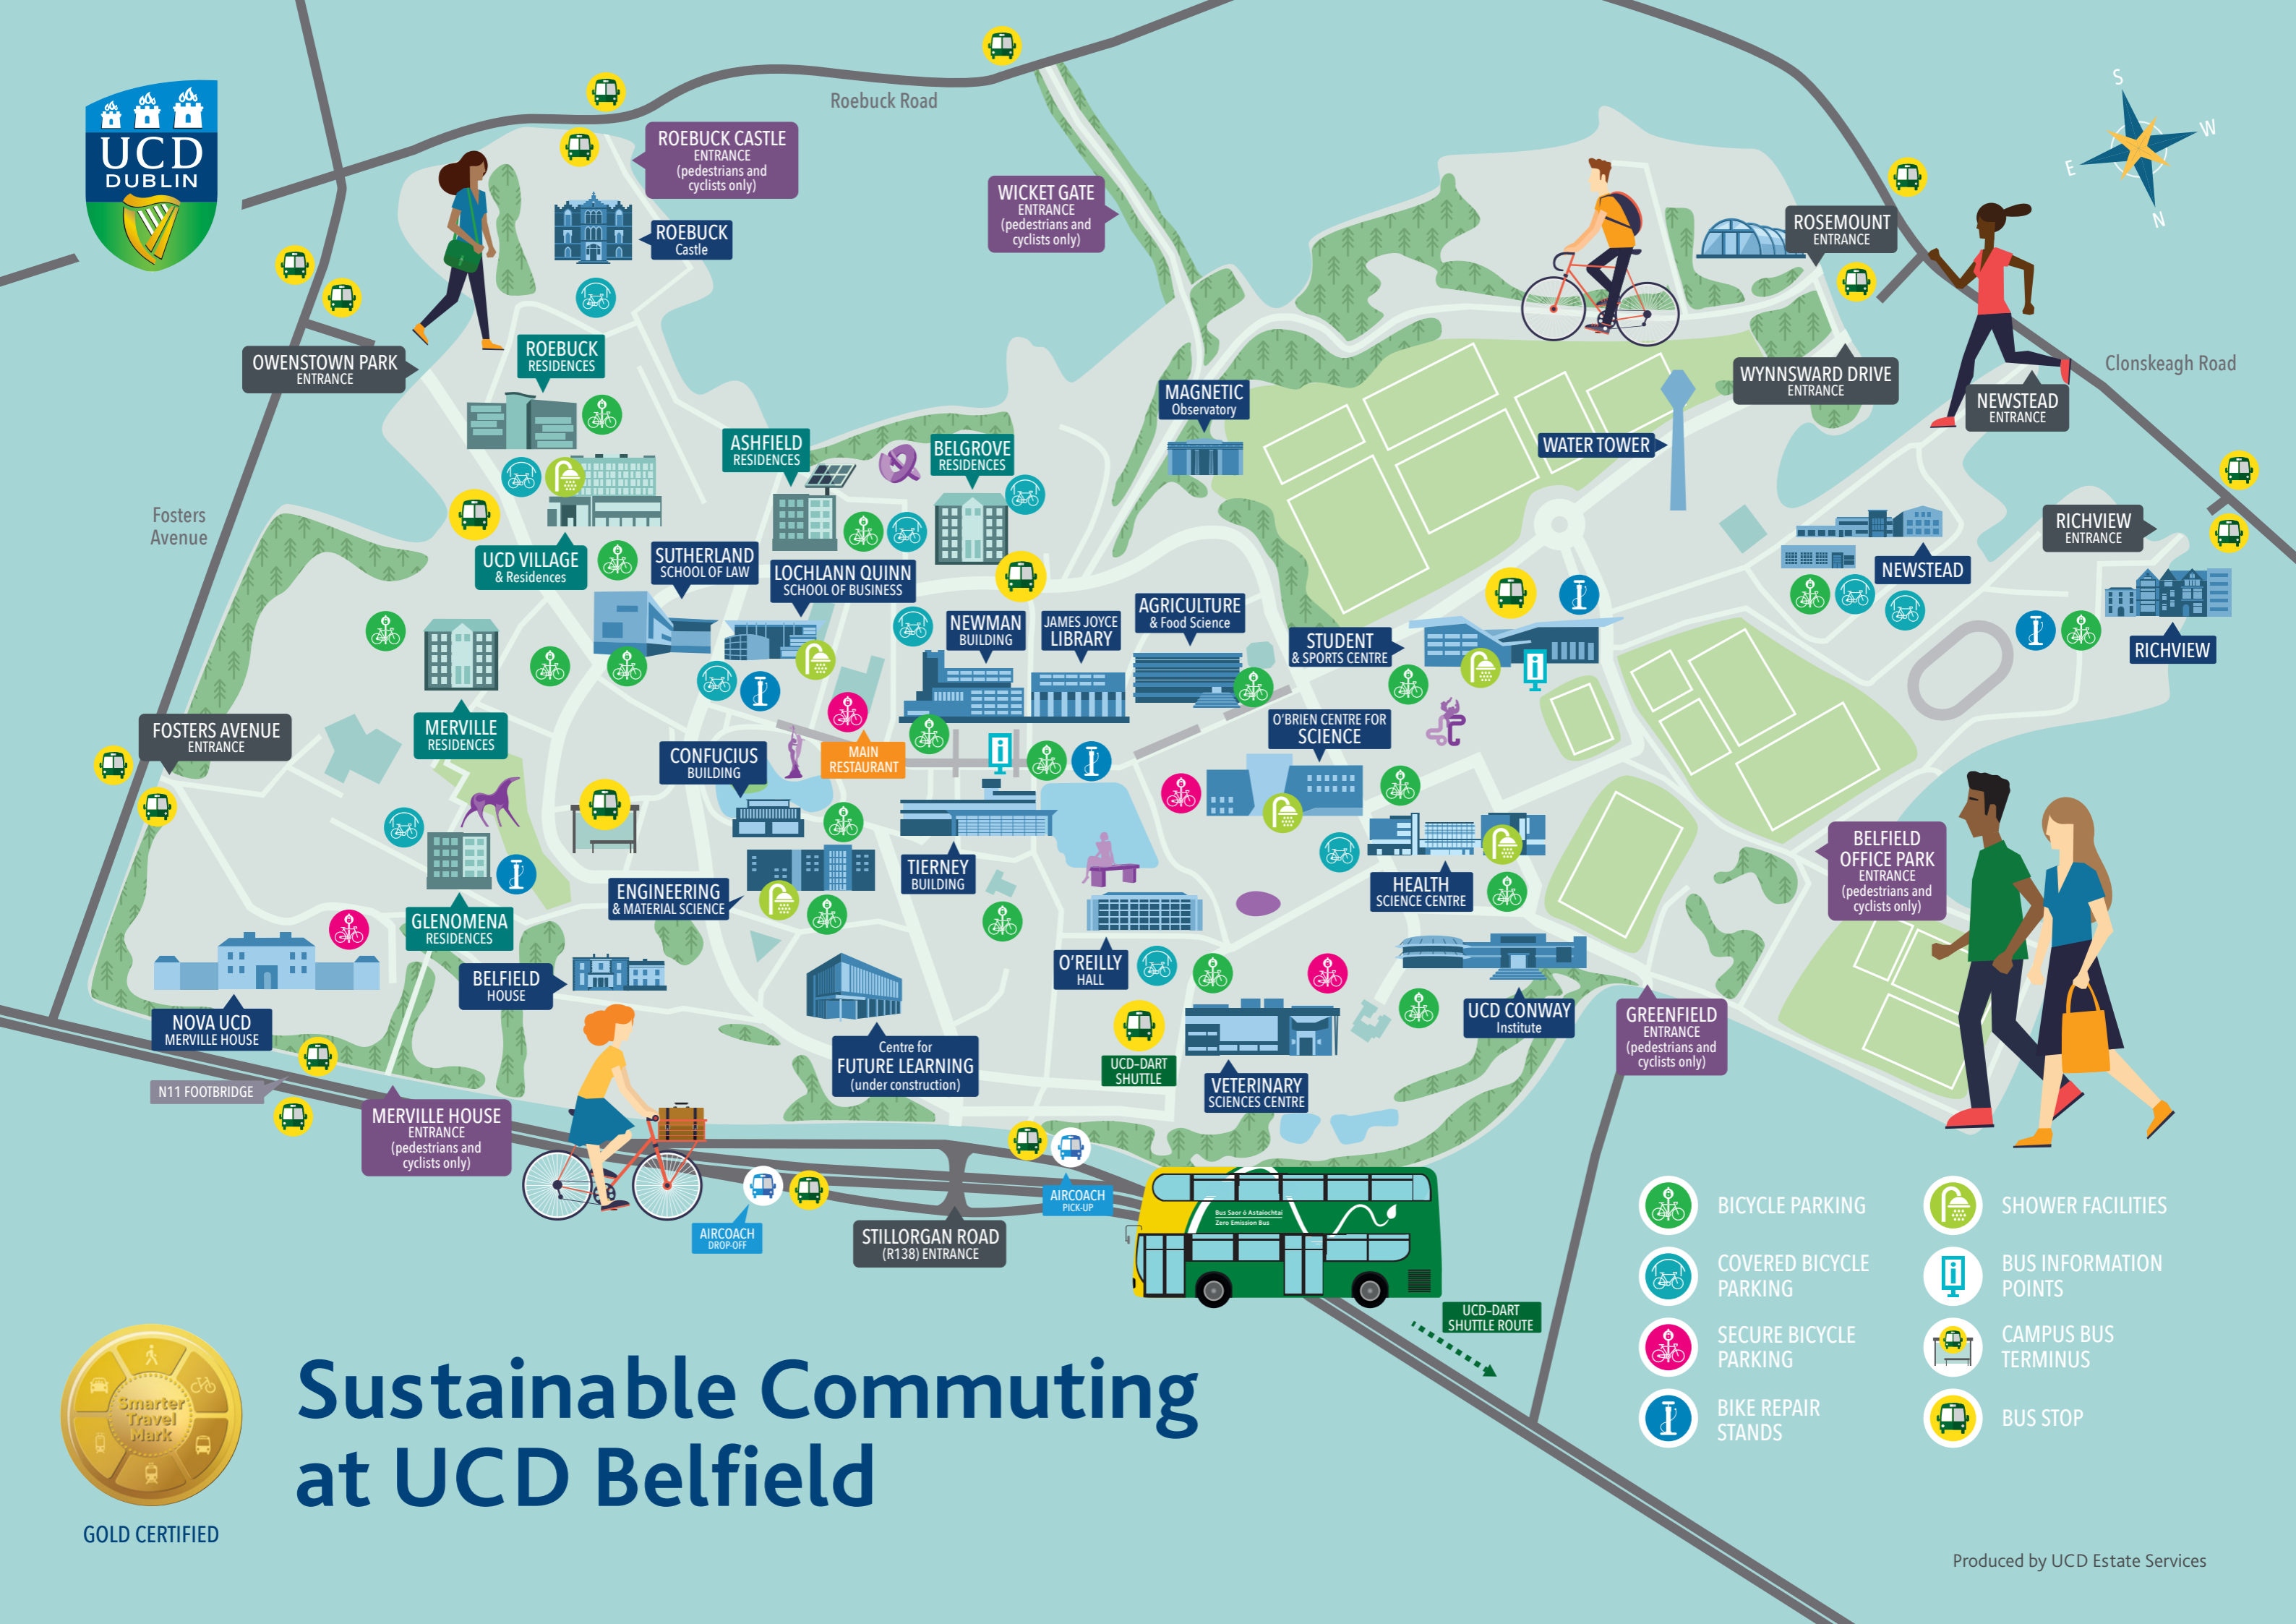 UCD
DUBLIN
Roebuck Road
ROEBUCK CASTLE
ENTRANCE
(pedestrians and
cyclists only)
ROEBUCK
Castle
WICKET GATE
ENTRANCE
(pedestrians and
cyclists only)
S
W
E
N
ROSEMOUNT
ENTRANCE
OWENSTOWN PARK
ENTRANCE
ROEBUCK
RESIDENCES
MAGNETIC
Observatory
WYNNSWARD DRIVE
ENTRANCE
Clonskeagh Road
NEWSTEAD
ENTRANCE
ASHFIELD
RESIDENCES
BELGROVE
RESIDENCES
WATER TOWER
Fosters
Avenue
UCD VILLAGE
& Residences
SUTHERLAND
SCHOOL OF LAW
LOCHLANN QUINN
SCHOOL OF BUSINESS
RICHVIEW
ENTRANCE
NEWSTEAD
NEWMAN
BUILDING
JAMES JOYCE
LIBRARY
AGRICULTURE
& Food Science
STUDENT
& SPORTS CENTRE
RICHVIEW
FOSTERS AVENUE
ENTRANCE
MERVILLE
RESIDENCES
CONFUCIUS
BUILDING
MAIN
RESTAURANT
O'BRIEN CENTRE FOR
SCIENCE
BELFIELD
OFFICE PARK
ENTRANCE
(pedestrians and
cyclists only)
ENGINEERING
& MATERIAL SCIENCE
TIERNEY
BUILDING
HEALTH
SCIENCE CENTRE
GLENOMENA
RESIDENCES
BELFIELD
HOUSE
O'REILLY
HALL
NOVA UCD
MERVILLE HOUSE
UCD CONWAY
Institute
GREENFIELD
ENTRANCE
(pedestrians and
cyclists only)
Centre for
FUTURE LEARNING
(under construction)
UCD-DART
SHUTTLE
VETERINARY
SCIENCES CENTRE
N11 FOOTBRIDGE
MERVILLE HOUSE
ENTRANCE
(pedestrians and
cyclists only)
AIRCOACH
DROP-OFF
AIRCOACH
PICK-UP
STILLORGAN ROAD
(R138) ENTRANCE
Bus Saor ó Astaíochtaí
Zero Emission Bus
UCD-DART
SHUTTLE ROUTE
BICYCLE PARKING
COVERED BICYCLE
PARKING
SECURE BICYCLE
PARKING
BIKE REPAIR
STANDS
SHOWER FACILITIES
BUS INFORMATION
POINTS
CAMPUS BUS
TERMINUS
BUS STOP
Smarter
Travel
Mark
GOLD CERTIFIED
Sustainable Commuting
at UCD Belfield
Produced by UCD Estate Services